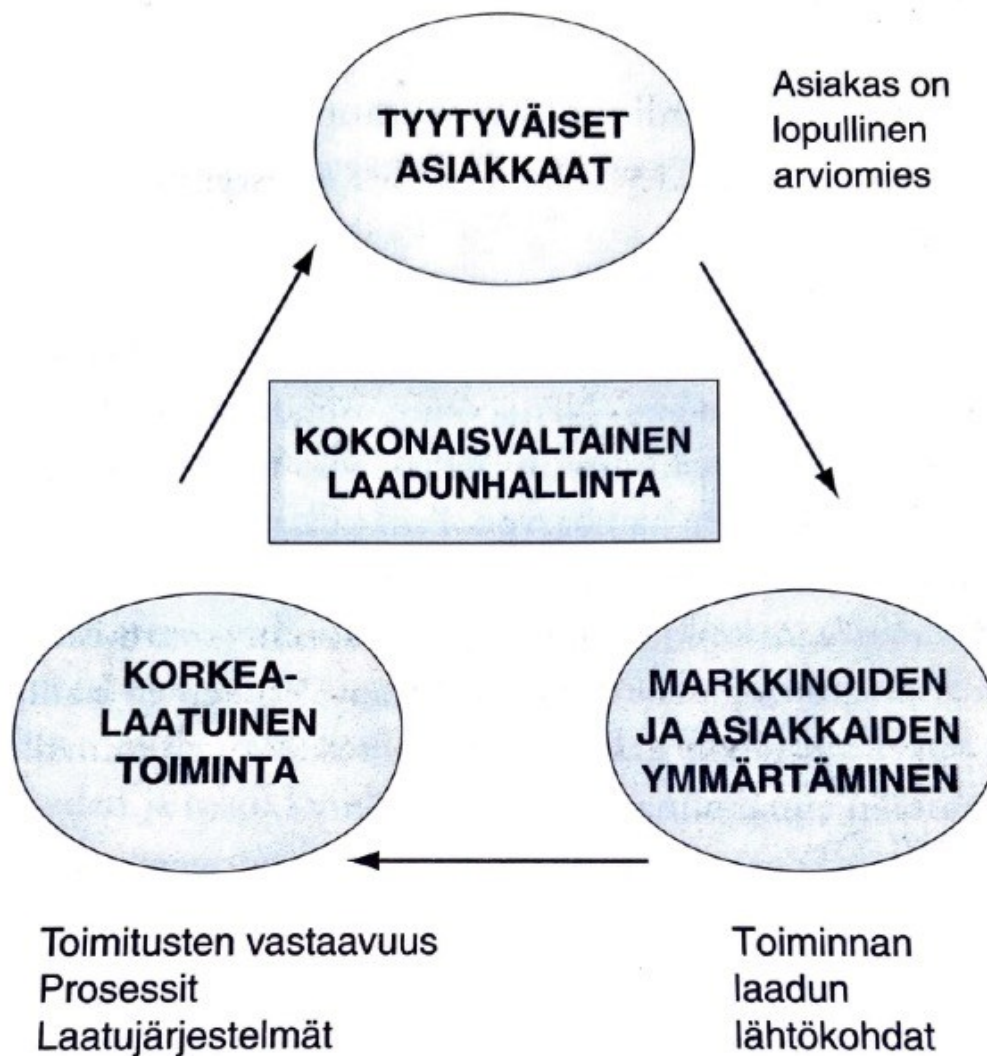 TYYTYVÄISET
ASIAKKAAT
Asiakas on
lopullinen
arviomies
KOKONAISVALTAINEN
LAADUNHALLINTA
KORKEA-
LAATUINEN
TOIMINTA
MARKKINOIDEN
JA ASIAKKAIDEN
YMMÄRTÄMINEN
Toimitusten vastaavuus
Prosessit
Laatujärjestelmät
Toiminnan
laadun
lähtökohdat